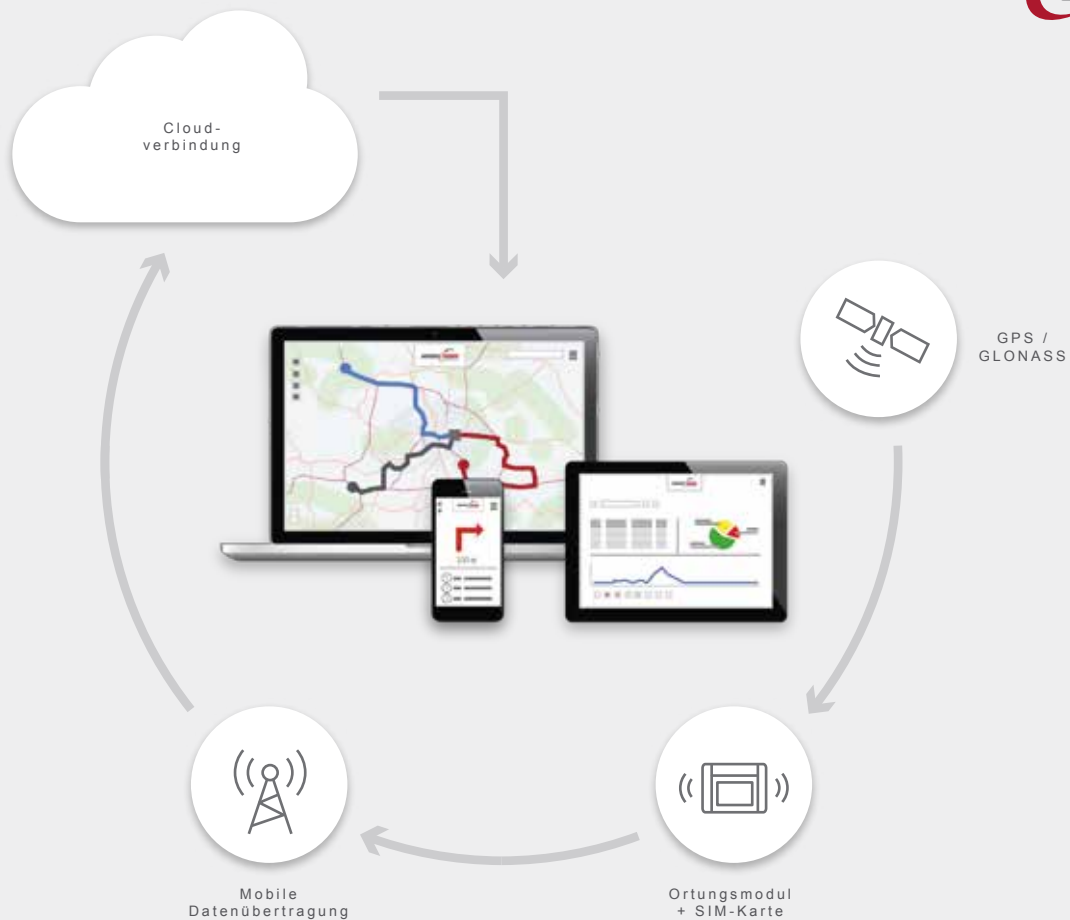 Cloud-
verbindung
GPS /
GLONASS
Mobile
Datenübertragung
Ortungsmodul
+ SIM-Karte